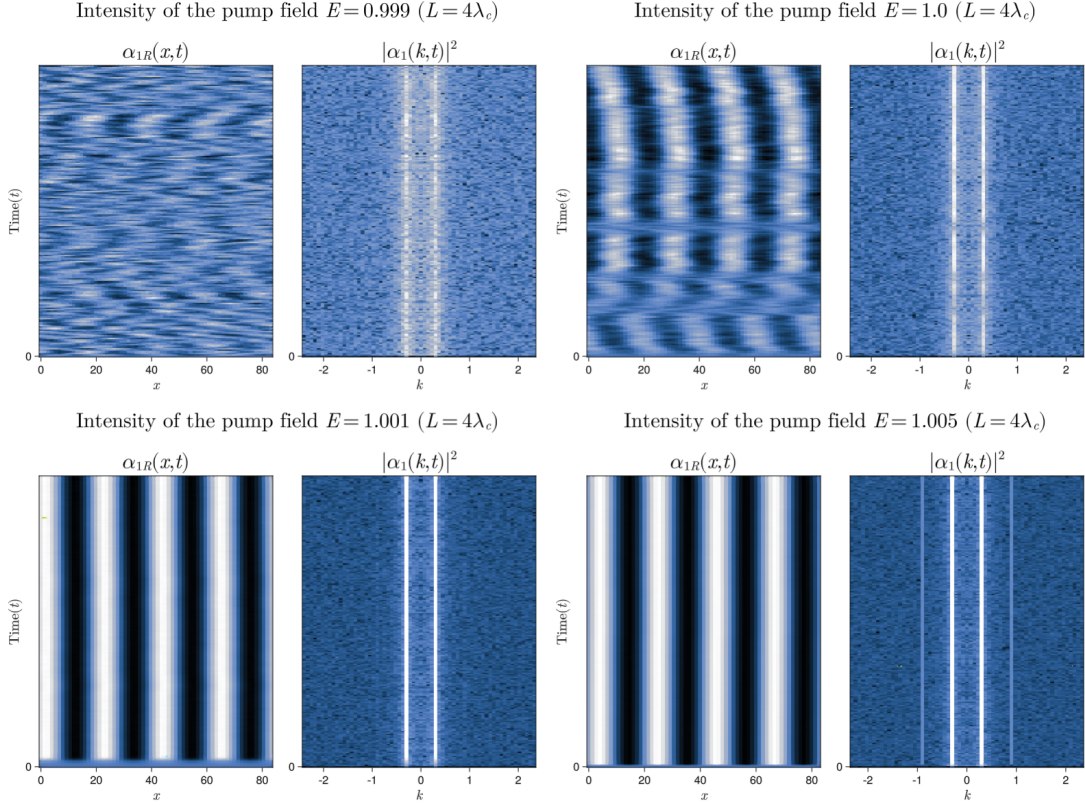 Intensity of the pump field E = 0.999 (L = 4λc)
α1R(x,t)
|α1(k,t)|²
Time(t)
0
0 20 40 60 80
x
0
-2 -1 0 1 2
k
Intensity of the pump field E = 1.0 (L = 4λc)
α1R(x,t)
|α1(k,t)|²
Time(t)
0
0 20 40 60 80
x
0
-2 -1 0 1 2
k
Intensity of the pump field E = 1.001 (L = 4λc)
α1R(x,t)
|α1(k,t)|²
Time(t)
0
0 20 40 60 80
x
0
-2 -1 0 1 2
k
Intensity of the pump field E = 1.005 (L = 4λc)
α1R(x,t)
|α1(k,t)|²
Time(t)
0
0 20 40 60 80
x
0
-2 -1 0 1 2
k